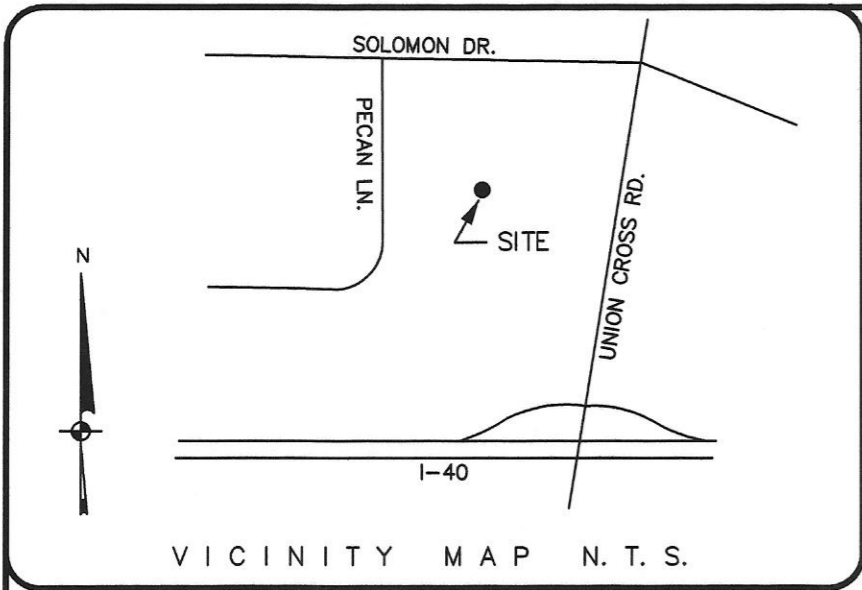 SOLOMON DR.
PECAN LN.
UNION CROSS RD.
SITE
N
I-40
VICINITY MAP N.T.S.